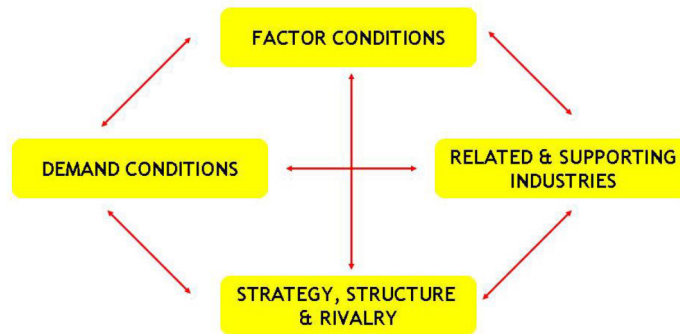 FACTOR CONDITIONS
DEMAND CONDITIONS
RELATED & SUPPORTING
INDUSTRIES
STRATEGY, STRUCTURE
& RIVALRY